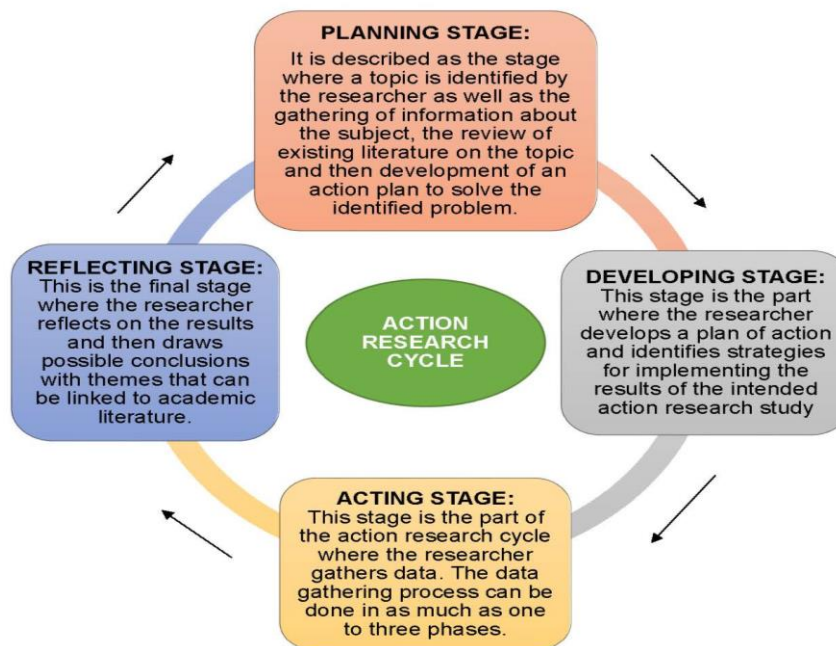 PLANNING STAGE:
It is described as the stage
where a topic is identified by
the researcher as well as the
gathering of information about
the subject, the review of
existing literature on the topic
and then development of an
action plan to solve the
identified problem.
DEVELOPING STAGE:
This stage is the part
where the researcher
develops a plan of action
and identifies strategies
for implementing the
results of the intended
action research study
ACTING STAGE:
This stage is the part of
the action research cycle
where the researcher
gathers data. The data
gathering process can be
done in as much as one
to three phases.
REFLECTING STAGE:
This is the final stage
where the researcher
reflects on the results
and then draws
possible conclusions
with themes that can
be linked to academic
literature.
ACTION
RESEARCH
CYCLE